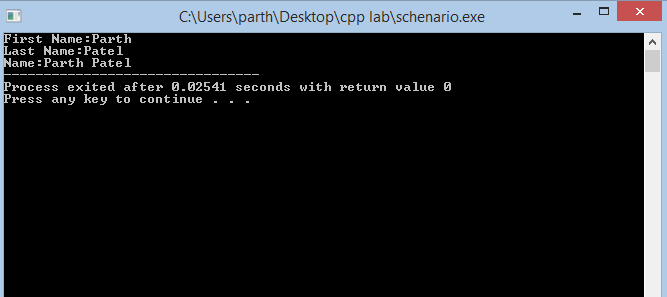 C:\Users\parth\Desktop\cpp lab\schenario.exe
First Name:Parth
Last Name:Patel
Name:Parth Patel
--------------------------------
Process exited after 0.02541 seconds with return value 0
Press any key to continue . . .